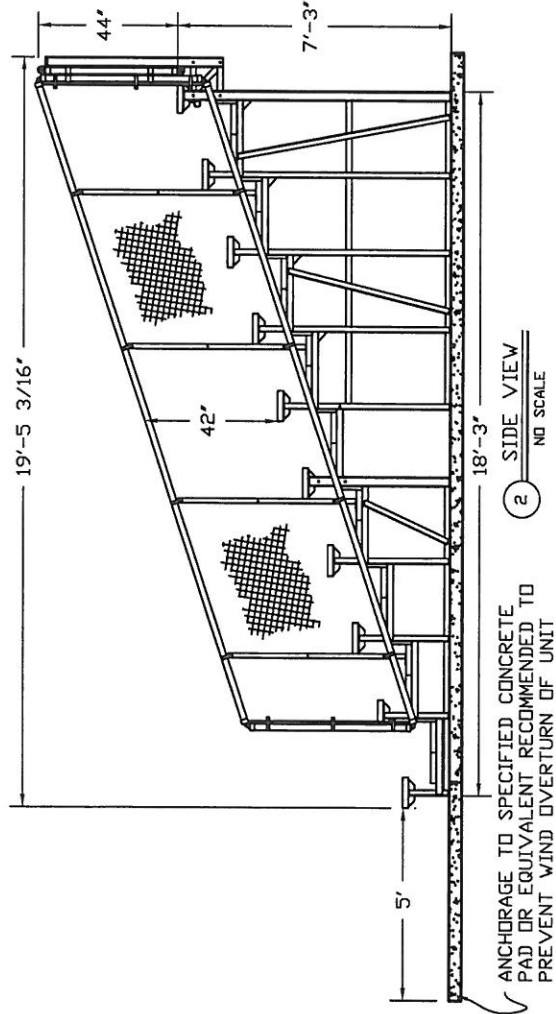 19'-5 3/16"
44"
7'-3"
42"
5'
18'-3"
2
SIDE VIEW
NO SCALE
ANCHORAGE TO SPECIFIED CONCRETE
PAD OR EQUIVALENT RECOMMENDED TO
PREVENT WIND OVERTURN OF UNIT